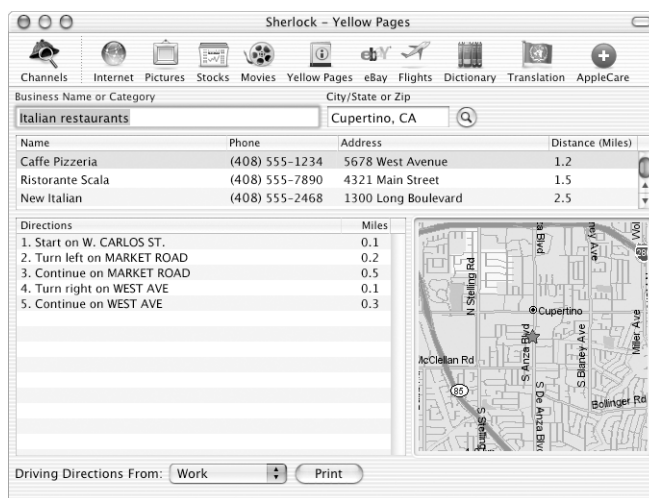 Sherlock – Yellow Pages
Channels Internet Pictures Stocks Movies Yellow Pages eBay Flights Dictionary Translation AppleCare
Business Name or Category City/State or Zip
Italian restaurants Cupertino, CA
Name Phone Address Distance (Miles)
Caffe Pizzeria (408) 555-1234 5678 West Avenue 1.2
Ristorante Scala (408) 555-7890 4321 Main Street 1.5
New Italian (408) 555-2468 1300 Long Boulevard 2.5
Directions Miles
1. Start on W. CARLOS ST. 0.1
2. Turn left on MARKET ROAD 0.2
3. Continue on MARKET ROAD 0.5
4. Turn right on WEST AVE 0.1
5. Continue on WEST AVE 0.3
za Blvd
ney Ave
Wol
N Stelling Rd
Cupertino
Miller Ave
S Anza Blvd
S Blaney Ave
McClellan Rd
85
S De Anza Blvd
Bollinger Rd
S Stelling
Driving Directions From: Work Print